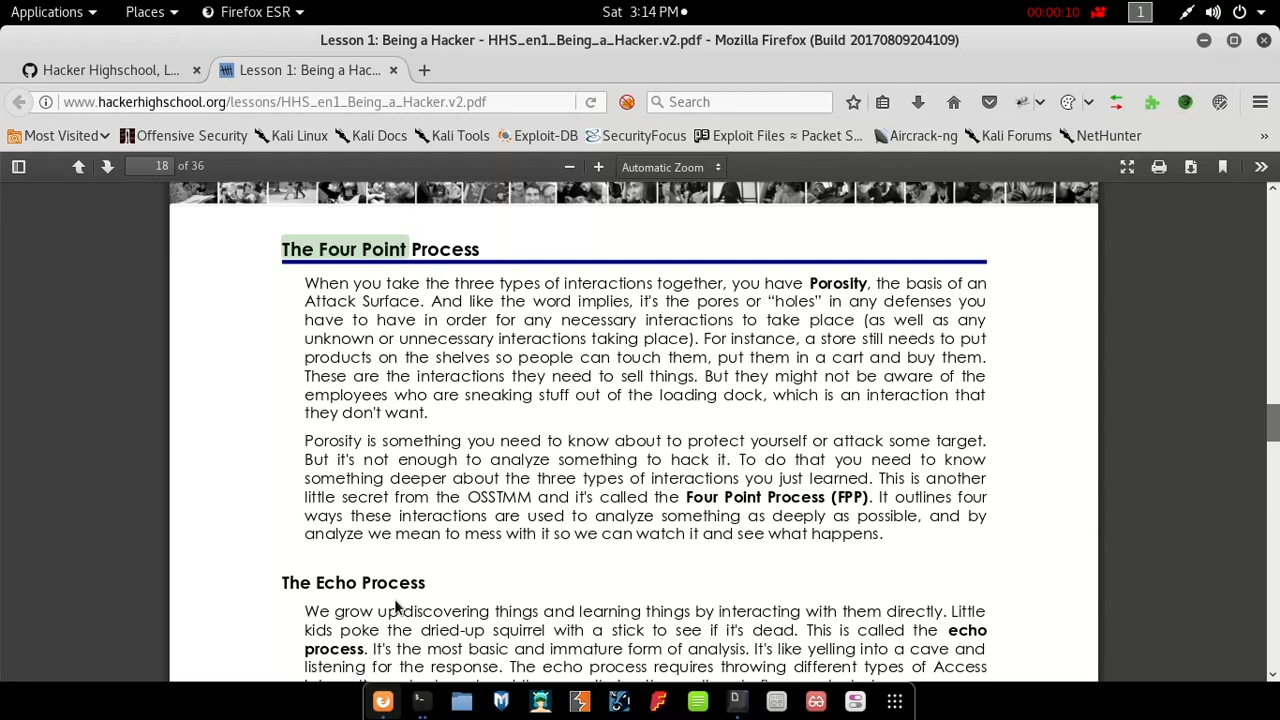 Applications Places Firefox ESR Sat 3:14 PM 00:00:10 1
Lesson 1: Being a Hacker - HHS_en1_Being_a_Hacker.v2.pdf - Mozilla Firefox (Build 20170809204109)
Hacker Highschool, L... Lesson 1: Being a Hac...
www.hackerhighschool.org/lessons/HHS_en1_Being_a_Hacker.v2.pdf Search
Most Visited Offensive Security Kali Linux Kali Docs Kali Tools Exploit-DB SecurityFocus Exploit Files ≈ Packet S... Aircrack-ng Kali Forums NetHunter »
18 of 36 Automatic Zoom
The Four Point Process
When you take the three types of interactions together, you have Porosity, the basis of an
Attack Surface. And like the word implies, it's the pores or “holes” in any defenses you
have to have in order for any necessary interactions to take place (as well as any
unknown or unnecessary interactions taking place). For instance, a store still needs to put
products on the shelves so people can touch them, put them in a cart and buy them.
These are the interactions they need to sell things. But they might not be aware of the
employees who are sneaking stuff out of the loading dock, which is an interaction that
they don't want.
Porosity is something you need to know about to protect yourself or attack some target.
But it's not enough to analyze something to hack it. To do that you need to know
something deeper about the three types of interactions you just learned. This is another
little secret from the OSSTMM and it's called the Four Point Process (FPP). It outlines four
ways these interactions are used to analyze something as deeply as possible, and by
analyze we mean to mess with it so we can watch it and see what happens.
The Echo Process
We grow up discovering things and learning things by interacting with them directly. Little
kids poke the dried-up squirrel with a stick to see if it's dead. This is called the echo
process. It's the most basic and immature form of analysis. It's like yelling into a cave and
listening for the response. The echo process requires throwing different types of Access